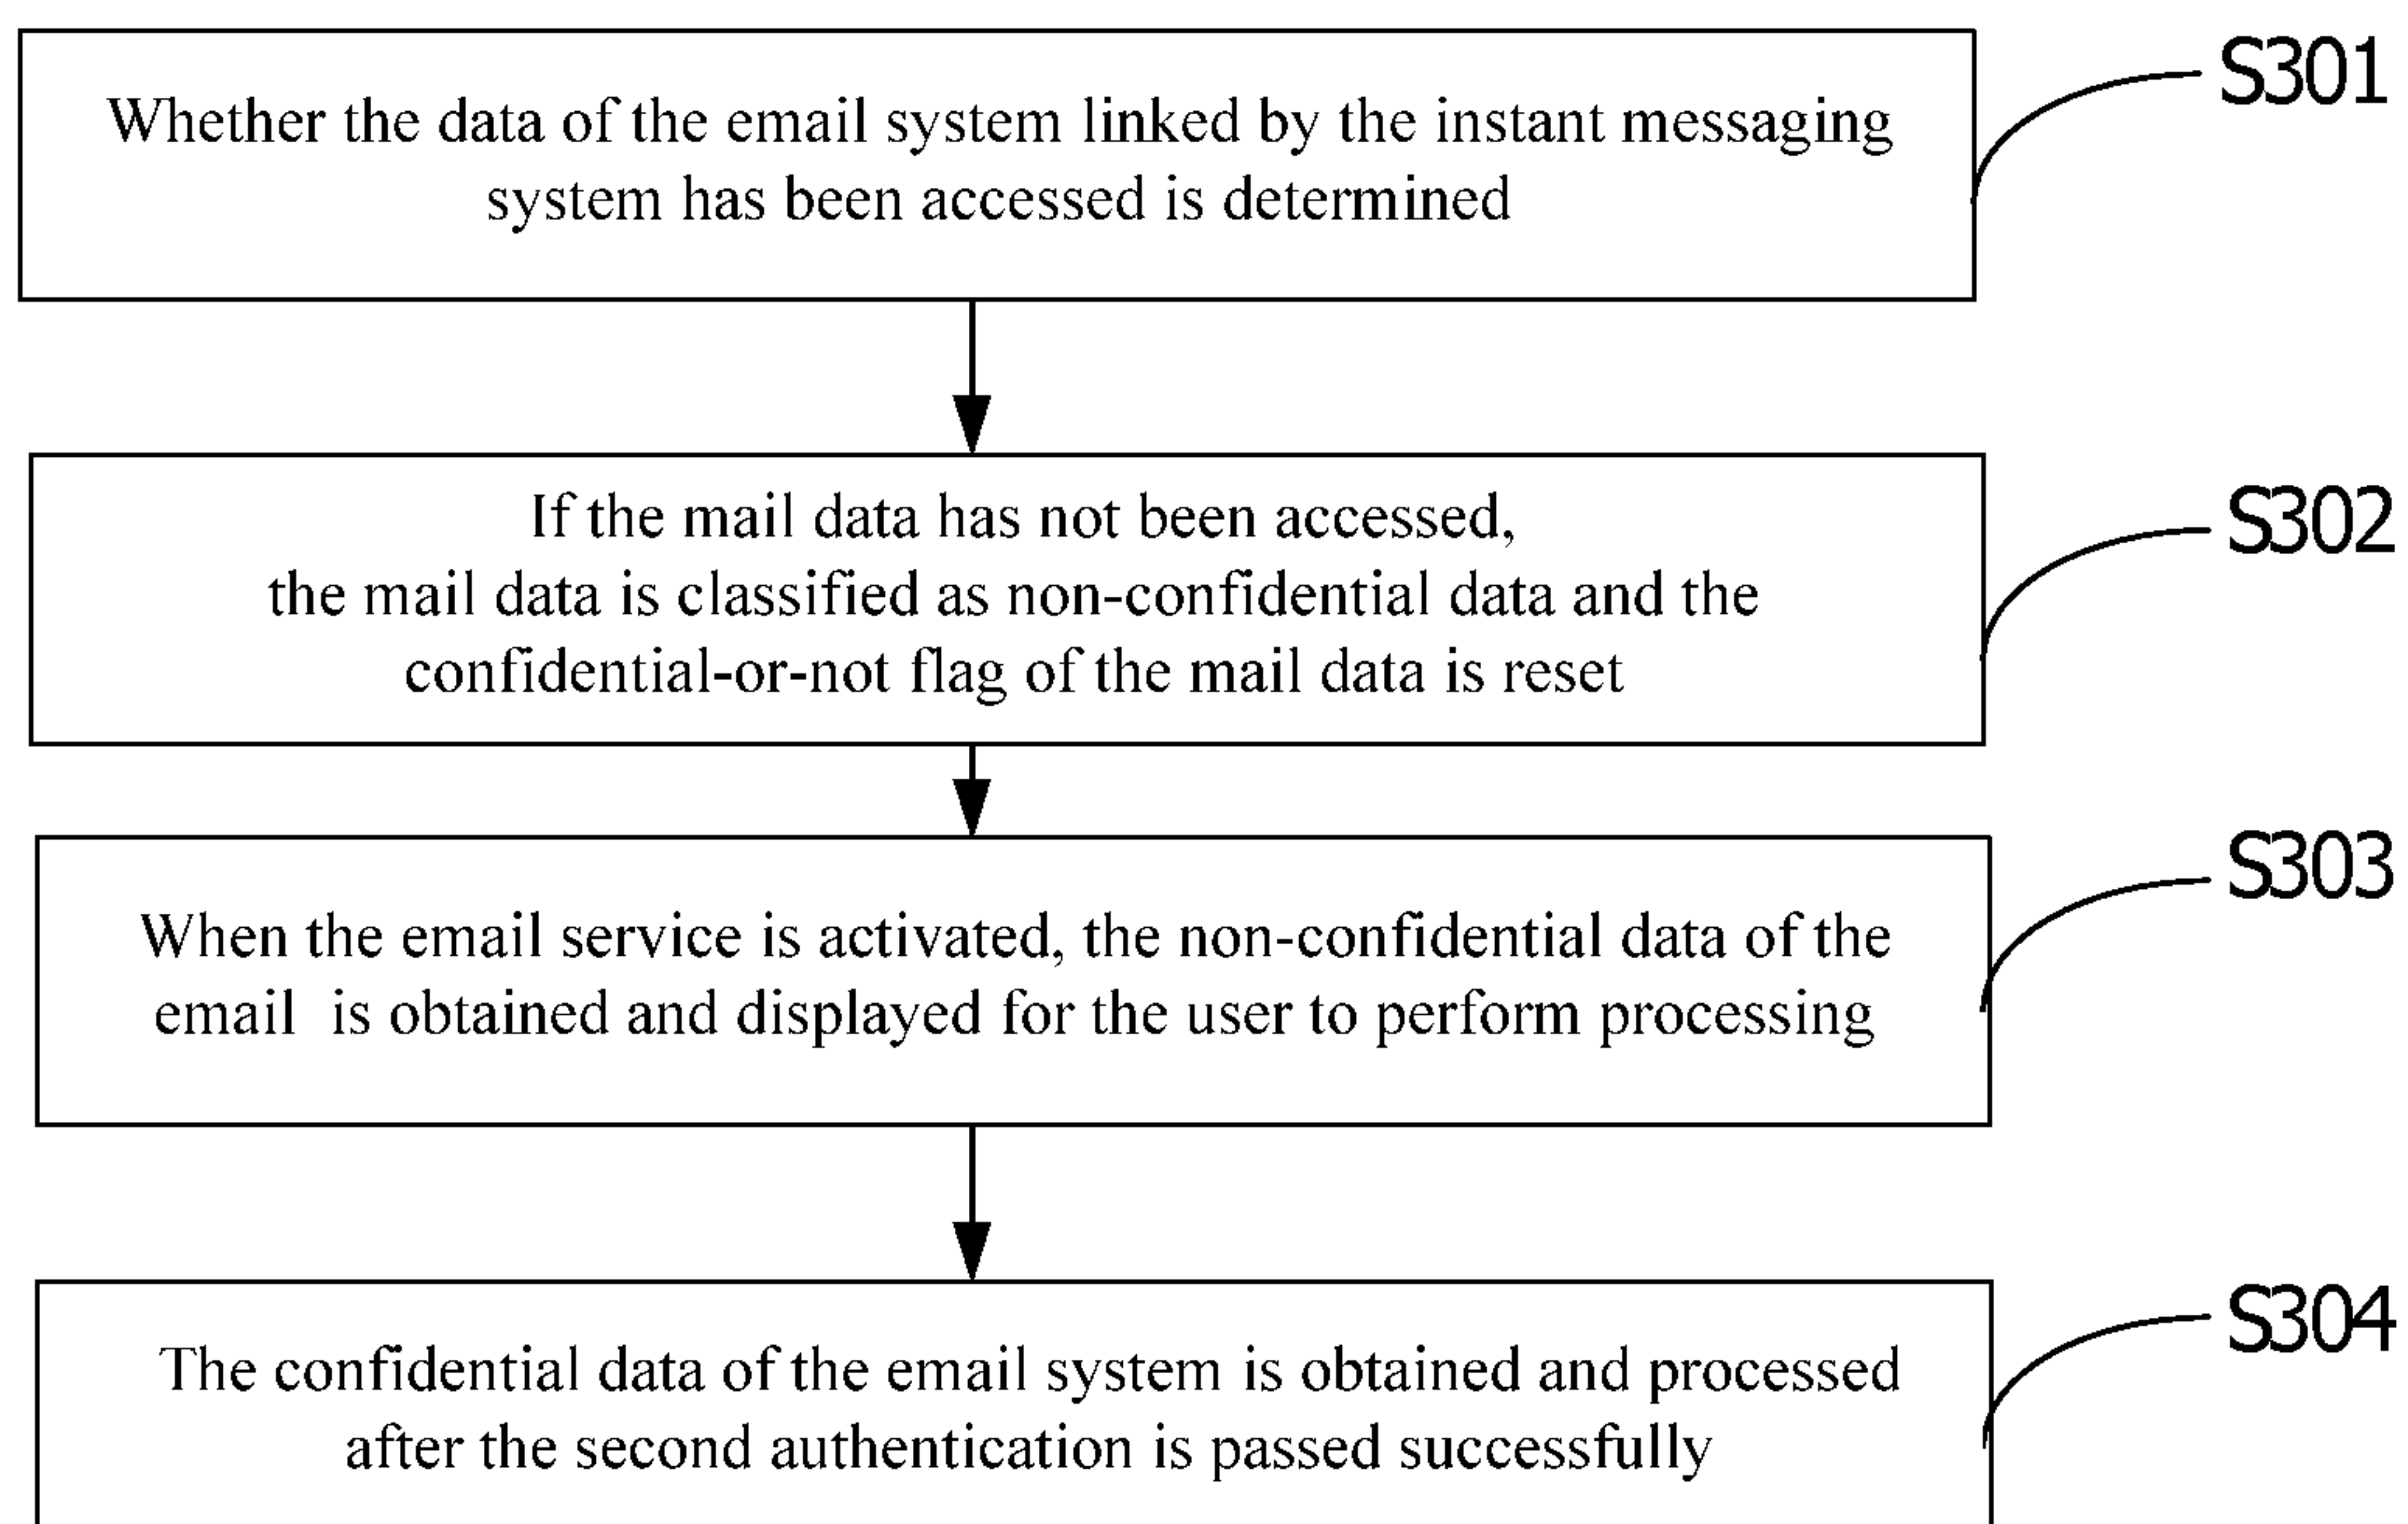 Whether the data of the email system linked by the instant messaging
system has been accessed is determined
S301
If the mail data has not been accessed,
the mail data is classified as non-confidential data and the
confidential-or-not flag of the mail data is reset
S302
When the email service is activated, the non-confidential data of the
email is obtained and displayed for the user to perform processing
S303
The confidential data of the email system is obtained and processed
after the second authentication is passed successfully
S304